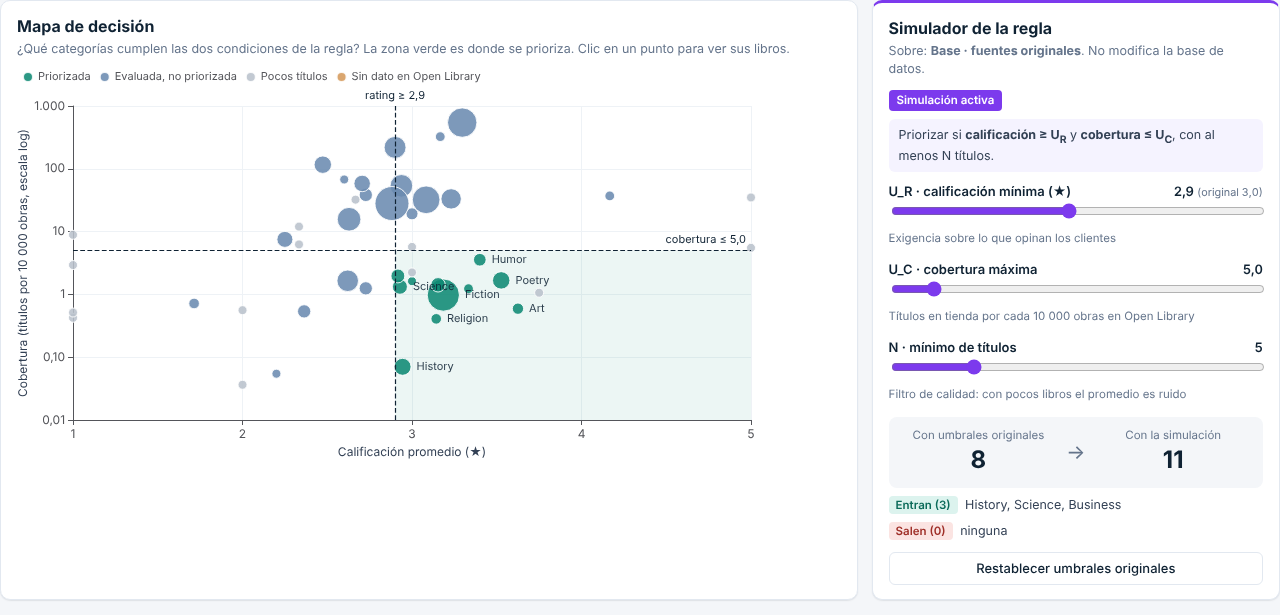 Mapa de decisión
¿Qué categorías cumplen las dos condiciones de la regla? La zona verde es donde se prioriza. Clic en un punto para ver sus libros.
Priorizada
Evaluada, no priorizada
Pocos títulos
Sin dato en Open Library
rating ≥ 2,9
1.000
100
10
1
0,10
0,01
Cobertura (títulos por 10 000 obras, escala log)
cobertura ≤ 5,0
Humor
Science
Poetry
Fiction
Art
Religion
History
1
2
3
4
5
Calificación promedio (★)
Simulador de la regla
Sobre: Base · fuentes originales. No modifica la base de
datos.
Simulación activa
Priorizar si calificación ≥ U_R y cobertura ≤ U_C, con al
menos N títulos.
U_R · calificación mínima (★)
2,9 (original 3,0)
Exigencia sobre lo que opinan los clientes
U_C · cobertura máxima
5,0
Títulos en tienda por cada 10 000 obras en Open Library
N · mínimo de títulos
5
Filtro de calidad: con pocos libros el promedio es ruido
Con umbrales originales
8
→
Con la simulación
11
Entran (3) History, Science, Business
Salen (0) ninguna
Restablecer umbrales originales